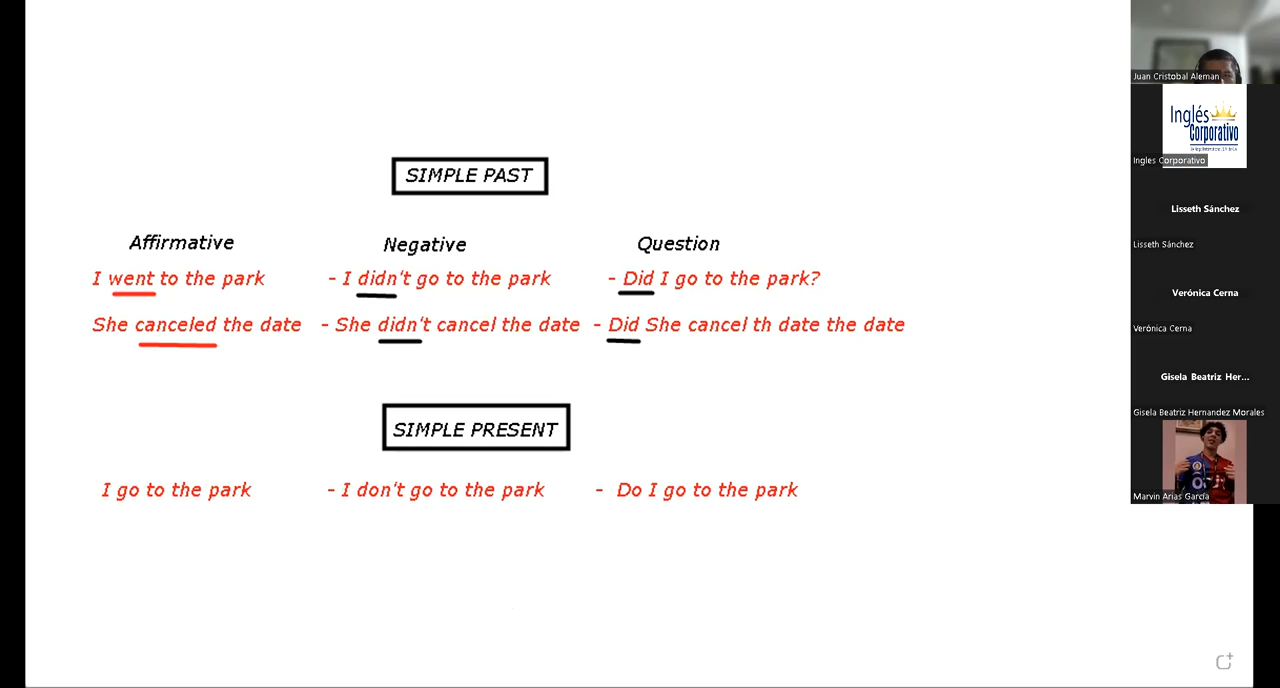 SIMPLE PAST
Affirmative Negative Question
I went to the park - I didn't go to the park - Did I go to the park?
She canceled the date - She didn't cancel the date - Did She cancel th date the date
SIMPLE PRESENT
I go to the park - I don't go to the park - Do I go to the park
Juan Cristobal Aleman
Inglés
Corporativo
Ingles Corporativo
Lisseth Sánchez
Lisseth Sánchez
Verónica Cerna
Verónica Cerna
Gisela Beatriz Her...
Gisela Beatriz Hernandez Morales
Marvin Arias García